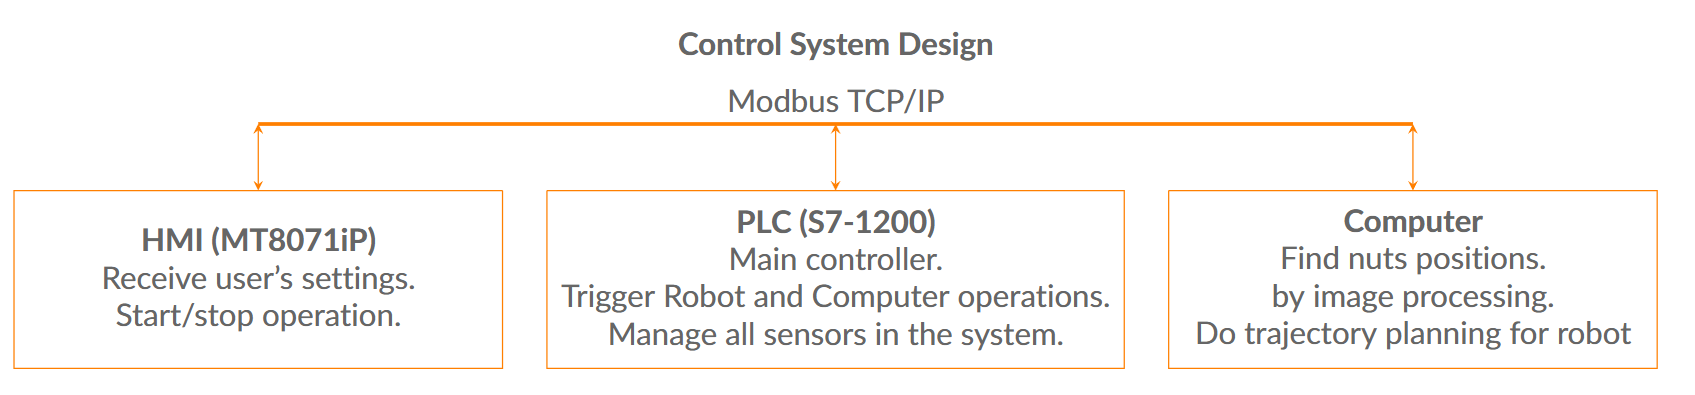 Control System Design
Modbus TCP/IP
HMI (MT8071iP)
Receive user’s settings.
Start/stop operation.
PLC (S7-1200)
Main controller.
Trigger Robot and Computer operations.
Manage all sensors in the system.
Computer
Find nuts positions.
by image processing.
Do trajectory planning for robot